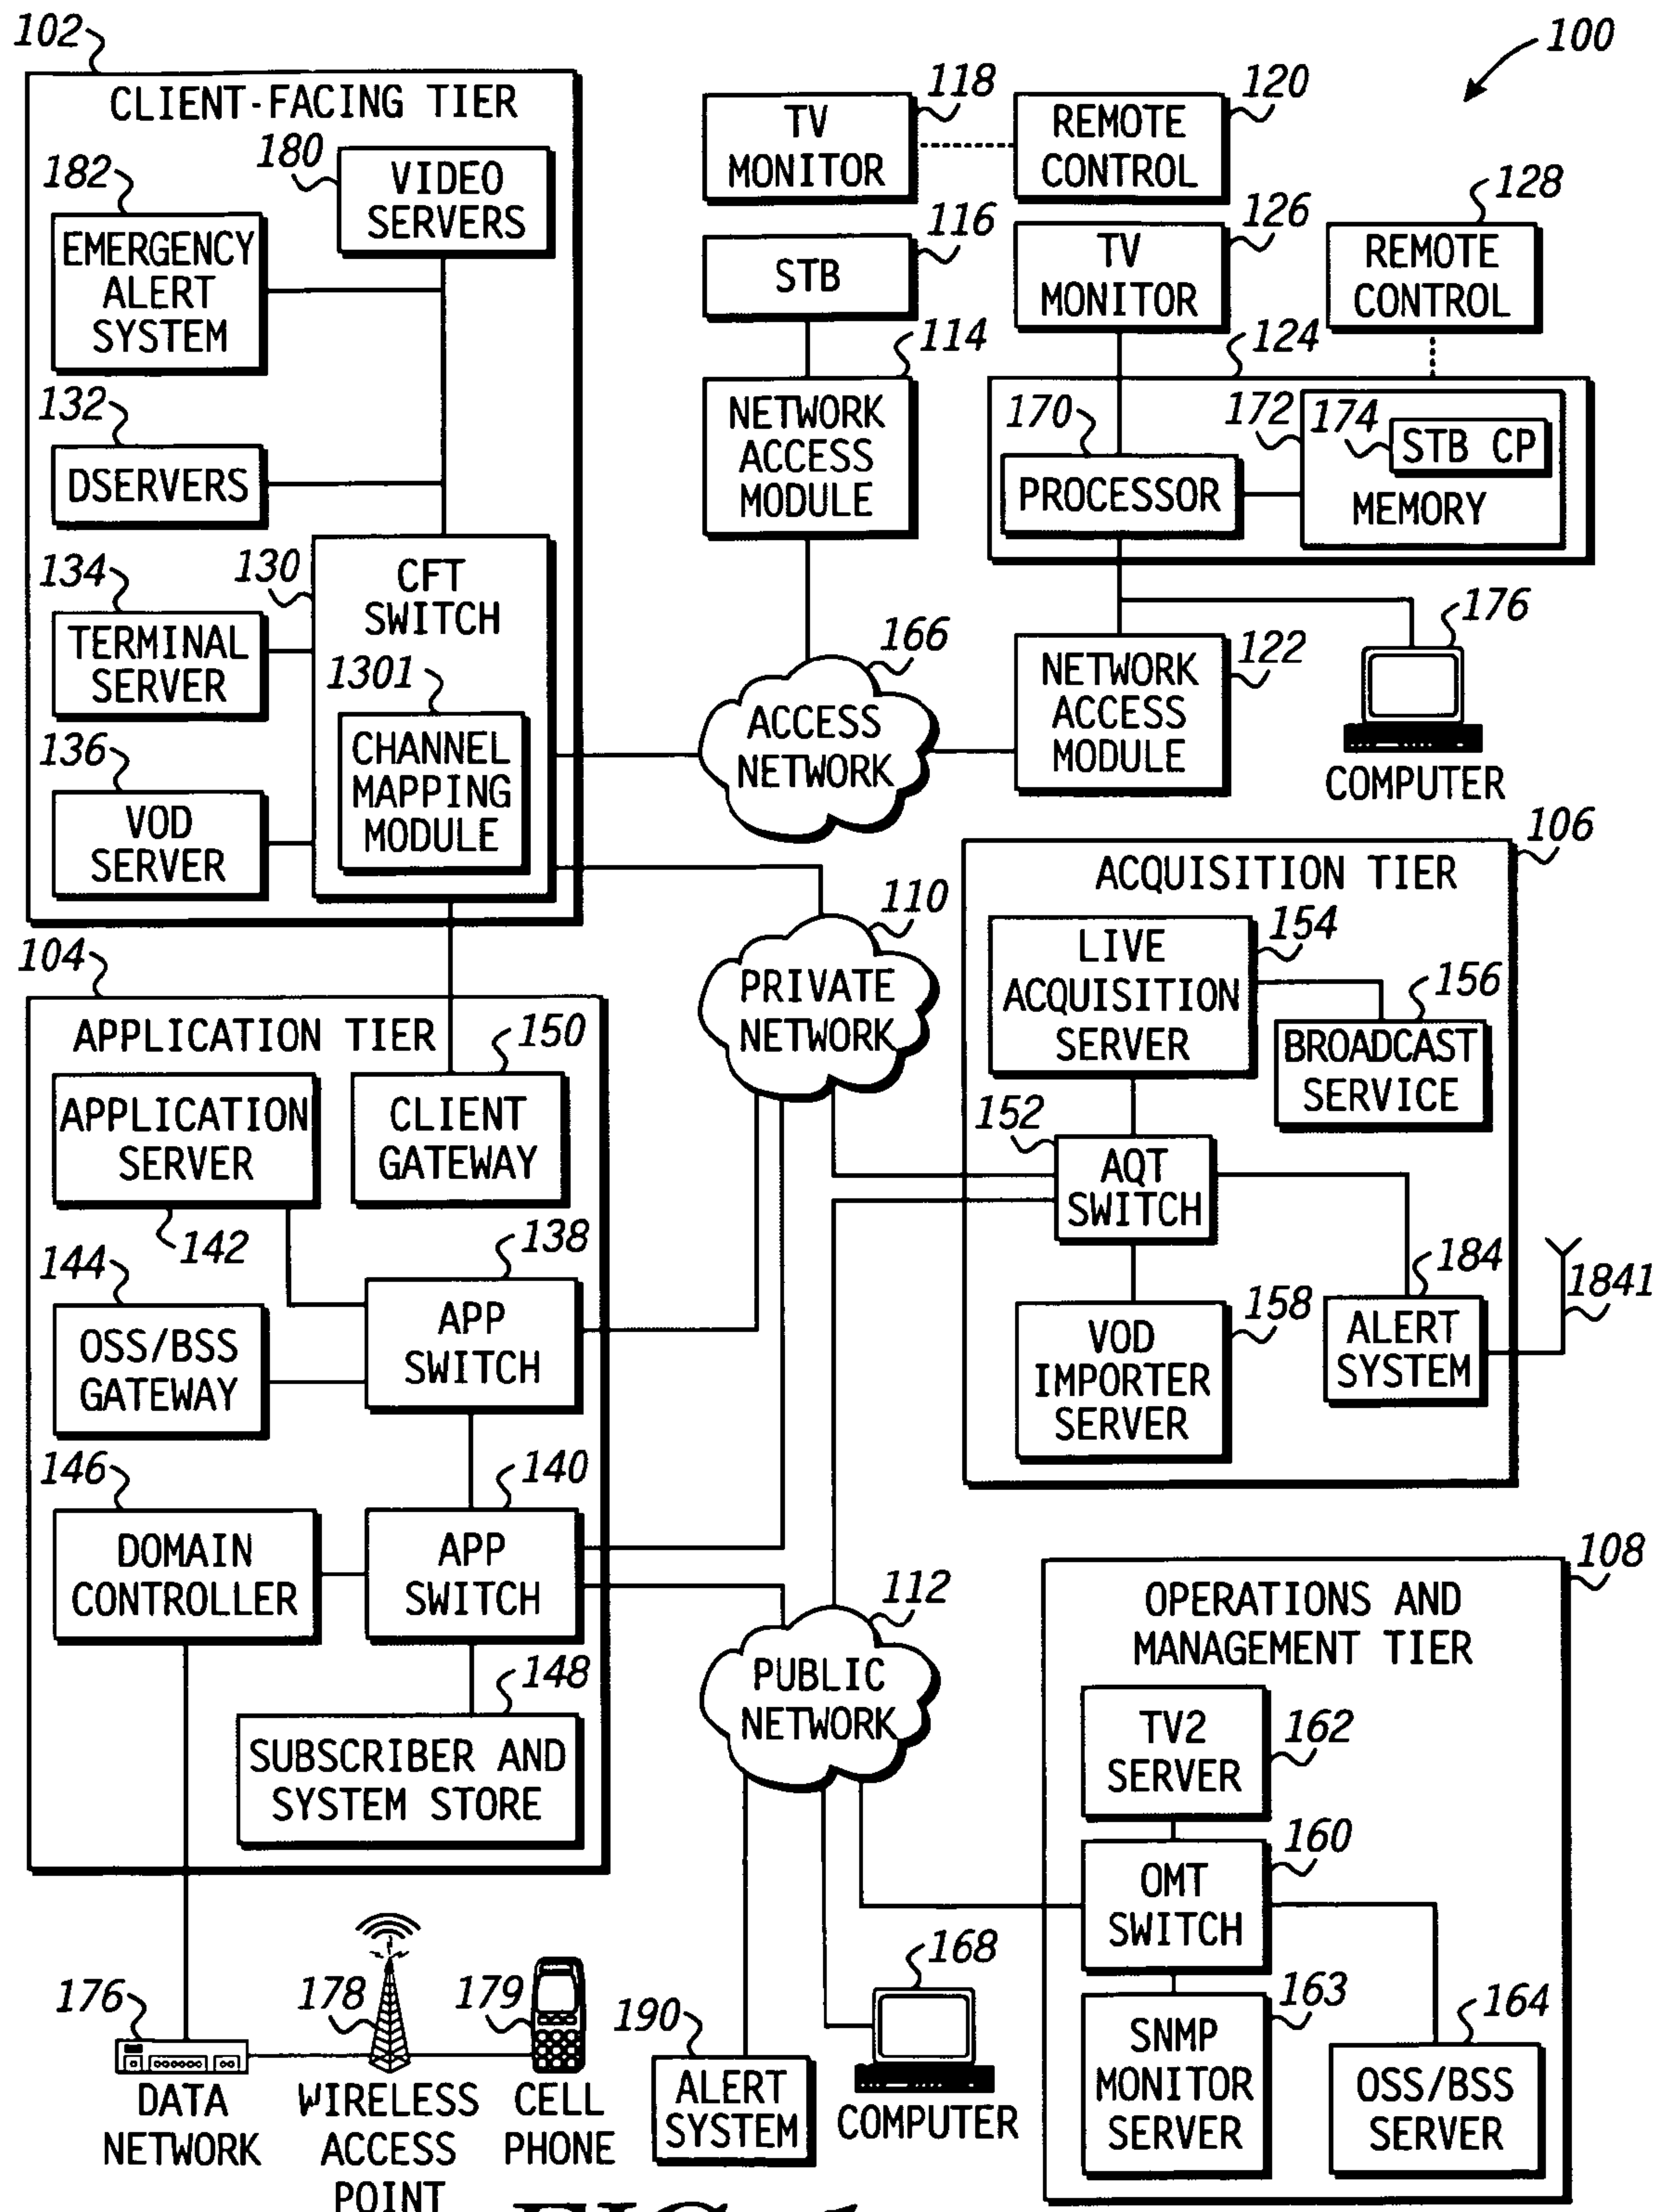 100
102
CLIENT-FACING TIER
180
VIDEO
SERVERS
182
EMERGENCY
ALERT
SYSTEM
132
DSERVERS
134
TERMINAL
SERVER
136
VOD
SERVER
130
CFT
SWITCH
1301
CHANNEL
MAPPING
MODULE
118
TV
MONITOR
120
REMOTE
CONTROL
116
STB
126
TV
MONITOR
128
REMOTE
CONTROL
114
NETWORK
ACCESS
MODULE
124
170
PROCESSOR
172
174
STB CP
MEMORY
166
ACCESS
NETWORK
122
NETWORK
ACCESS
MODULE
176
COMPUTER
104
APPLICATION TIER
APPLICATION
SERVER
142
150
CLIENT
GATEWAY
144
OSS/BSS
GATEWAY
138
APP
SWITCH
146
DOMAIN
CONTROLLER
140
APP
SWITCH
148
SUBSCRIBER AND
SYSTEM STORE
110
PRIVATE
NETWORK
106
ACQUISITION TIER
154
LIVE
ACQUISITION
SERVER
156
BROADCAST
SERVICE
152
AQT
SWITCH
158
VOD
IMPORTER
SERVER
184
ALERT
SYSTEM
1841
112
PUBLIC
NETWORK
108
OPERATIONS AND
MANAGEMENT TIER
162
TV2
SERVER
160
OMT
SWITCH
163
SNMP
MONITOR
SERVER
164
OSS/BSS
SERVER
176
DATA
NETWORK
178
WIRELESS
ACCESS
POINT
179
CELL
PHONE
190
ALERT
SYSTEM
168
COMPUTER